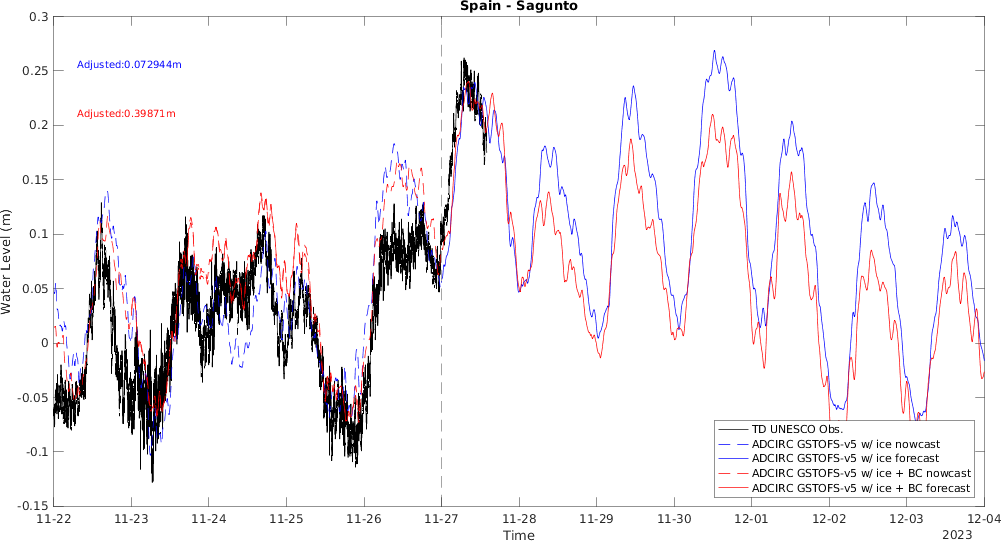 Spain - Sagunto
0.3
0.25
0.2
0.15
0.1
0.05
0
-0.05
-0.1
-0.15
Water Level (m)
Adjusted:0.072944m
Adjusted:0.39871m
TD UNESCO Obs.
ADCIRC GSTOFS-v5 w/ ice nowcast
ADCIRC GSTOFS-v5 w/ ice forecast
ADCIRC GSTOFS-v5 w/ ice + BC nowcast
ADCIRC GSTOFS-v5 w/ ice + BC forecast
11-22 11-23 11-24 11-25 11-26 11-27 11-28 11-29 11-30 12-01 12-02 12-03 12-04
Time
2023